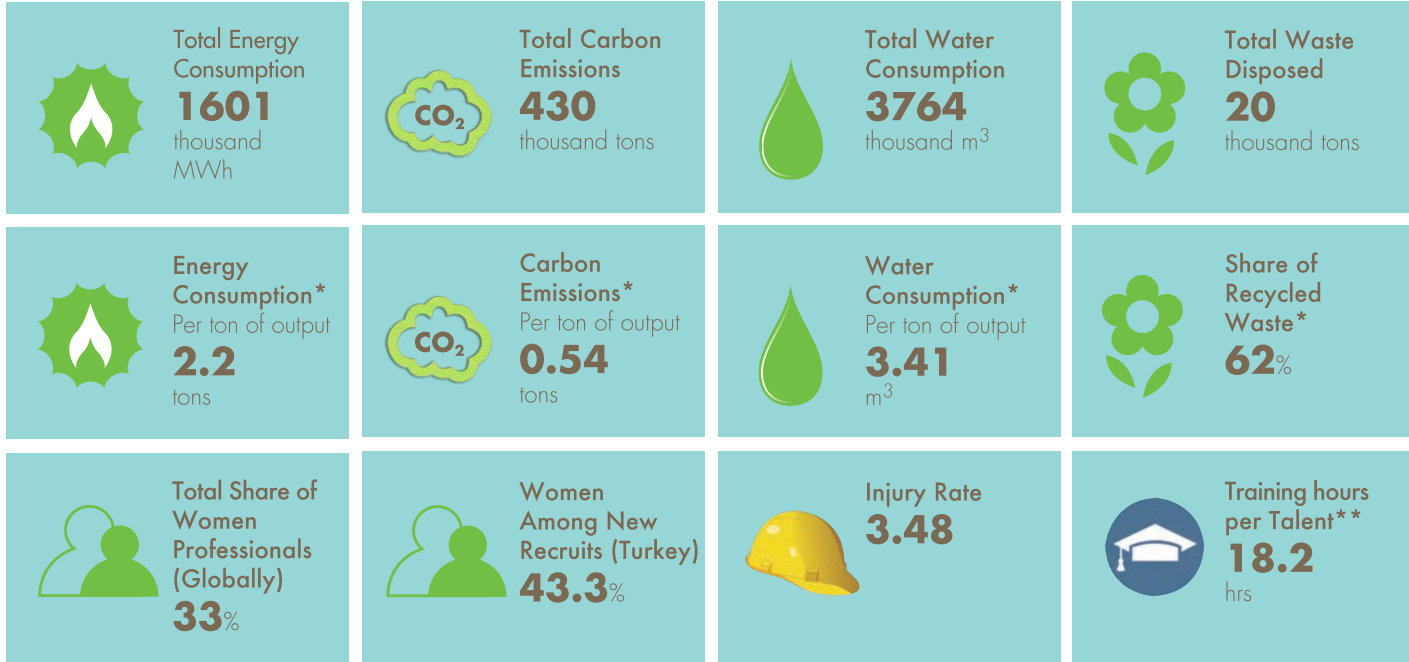 Total Energy
Consumption
1601
thousand
MWh
CO2
Total Carbon
Emissions
430
thousand tons
Total Water
Consumption
3764
thousand m3
Total Waste
Disposed
20
thousand tons
Energy
Consumption*
Per ton of output
2.2
tons
CO2
Carbon
Emissions*
Per ton of output
0.54
tons
Water
Consumption*
Per ton of output
3.41
m3
Share of
Recycled
Waste*
62%
Total Share of
Women
Professionals
(Globally)
33%
Women
Among New
Recruits (Turkey)
43.3%
Injury Rate
3.48
Training hours
per Talent**
18.2
hrs